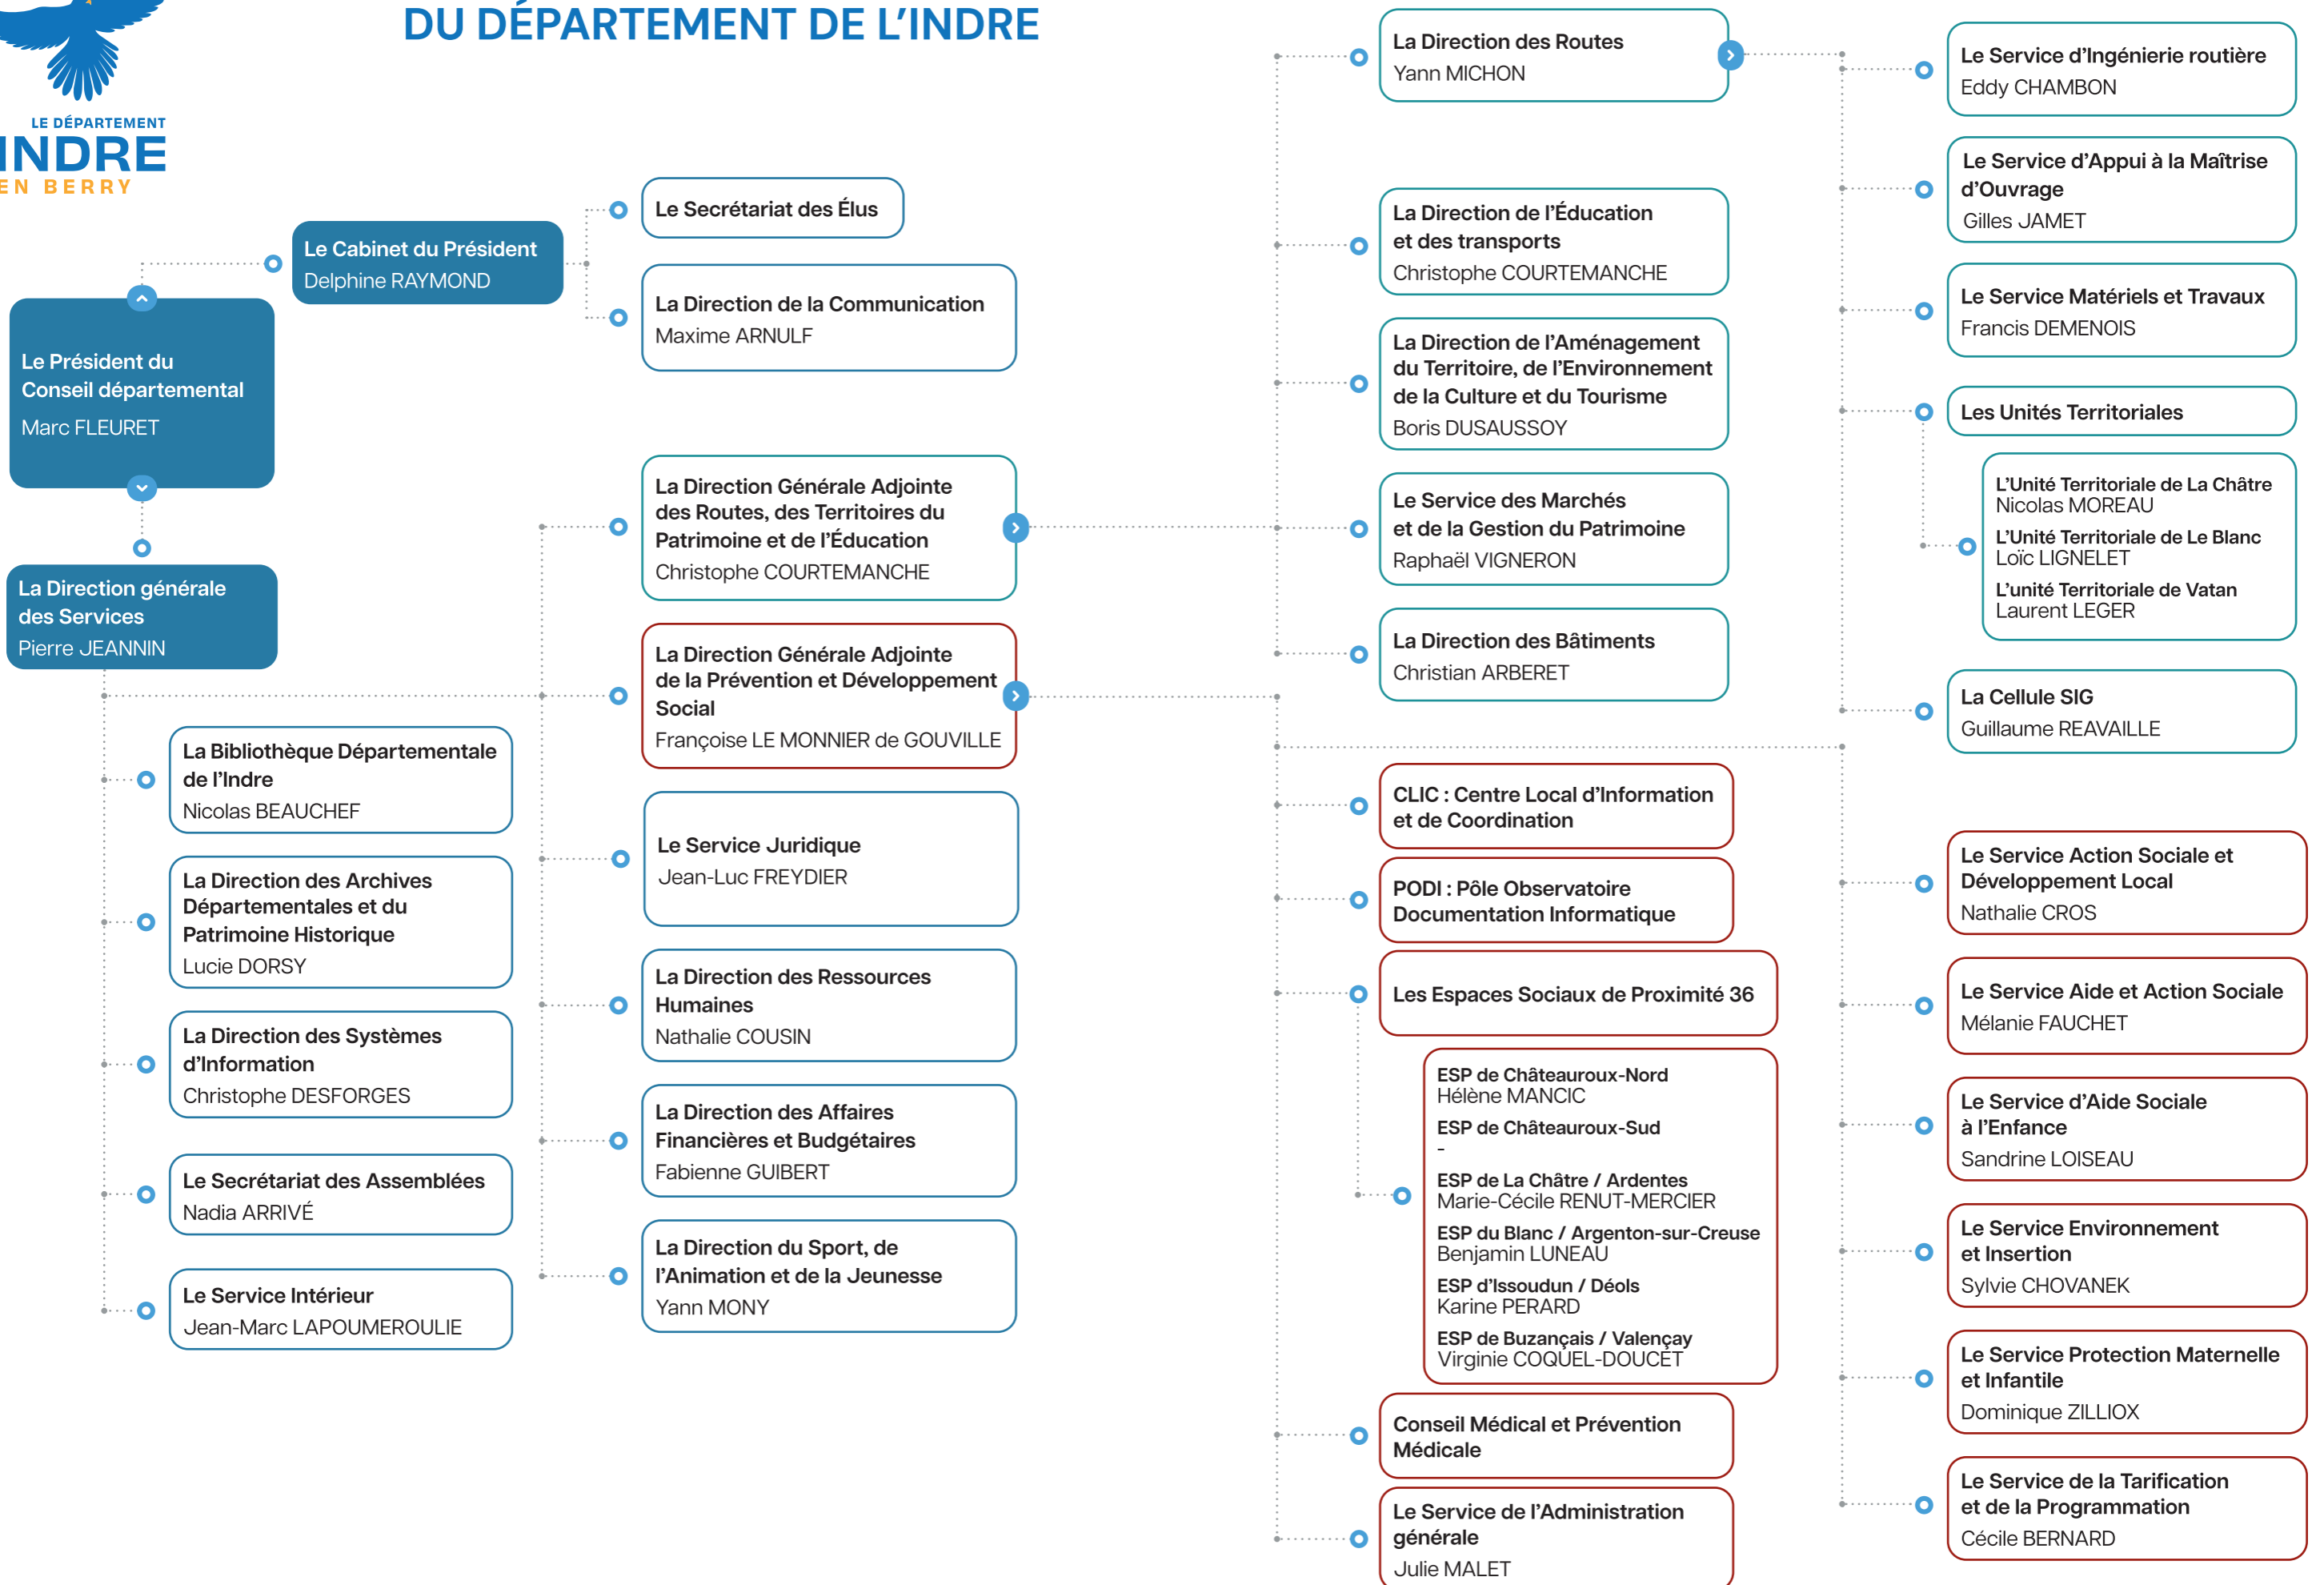 DU DÉPARTEMENT DE L’INDRE
LE DÉPARTEMENT
INDRE
EN BERRY
Le Président du
Conseil départemental
Marc FLEURET
Le Cabinet du Président
Delphine RAYMOND
Le Secrétariat des Élus
La Direction de la Communication
Maxime ARNULF
La Direction générale
des Services
Pierre JEANNIN
La Bibliothèque Départementale
de l’Indre
Nicolas BEAUCHEF
La Direction des Archives
Départementales et du
Patrimoine Historique
Lucie DORSY
La Direction des Systèmes
d’Information
Christophe DESFORGES
Le Secrétariat des Assemblées
Nadia ARRIVÉ
Le Service Intérieur
Jean-Marc LAPOUMEROULIE
La Direction Générale Adjointe
des Routes, des Territoires du
Patrimoine et de l’Éducation
Christophe COURTEMANCHE
La Direction Générale Adjointe
de la Prévention et Développement
Social
Françoise LE MONNIER de GOUVILLE
Le Service Juridique
Jean-Luc FREYDIER
La Direction des Ressources
Humaines
Nathalie COUSIN
La Direction des Affaires
Financières et Budgétaires
Fabienne GUIBERT
La Direction du Sport, de
l’Animation et de la Jeunesse
Yann MONY
La Direction des Routes
Yann MICHON
La Direction de l’Éducation
et des transports
Christophe COURTEMANCHE
La Direction de l’Aménagement
du Territoire, de l’Environnement
de la Culture et du Tourisme
Boris DUSAUSSOY
Le Service des Marchés
et de la Gestion du Patrimoine
Raphaël VIGNERON
La Direction des Bâtiments
Christian ARBERET
CLIC : Centre Local d’Information
et de Coordination
PODI : Pôle Observatoire
Documentation Informatique
Les Espaces Sociaux de Proximité 36
ESP de Châteauroux-Nord
Hélène MANCIC
ESP de Châteauroux-Sud
-
ESP de La Châtre / Ardentes
Marie-Cécile RENUT-MERCIER
ESP du Blanc / Argenton-sur-Creuse
Benjamin LUNEAU
ESP d’Issoudun / Déols
Karine PERARD
ESP de Buzançais / Valençay
Virginie COQUEL-DOUCET
Conseil Médical et Prévention
Médicale
Le Service de l’Administration
générale
Julie MALET
Le Service d’Ingénierie routière
Eddy CHAMBON
Le Service d’Appui à la Maîtrise
d’Ouvrage
Gilles JAMET
Le Service Matériels et Travaux
Francis DEMENOIS
Les Unités Territoriales
L’Unité Territoriale de La Châtre
Nicolas MOREAU
L’Unité Territoriale de Le Blanc
Loïc LIGNELET
L’unité Territoriale de Vatan
Laurent LEGER
La Cellule SIG
Guillaume REAVAILLE
Le Service Action Sociale et
Développement Local
Nathalie CROS
Le Service Aide et Action Sociale
Mélanie FAUCHET
Le Service d’Aide Sociale
à l’Enfance
Sandrine LOISEAU
Le Service Environnement
et Insertion
Sylvie CHOVANEK
Le Service Protection Maternelle
et Infantile
Dominique ZILLIOX
Le Service de la Tarification
et de la Programmation
Cécile BERNARD